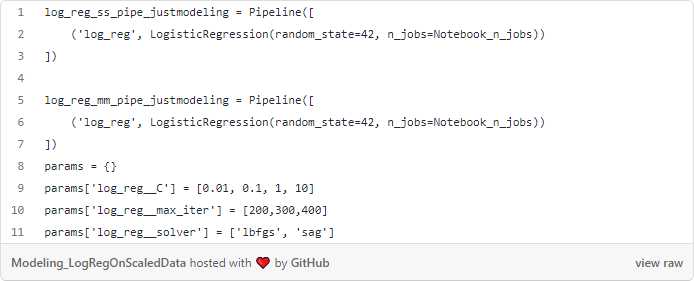 1 log_reg_ss_pipe_justmodeling = Pipeline([
2     ('log_reg', LogisticRegression(random_state=42, n_jobs=Notebook_n_jobs))
3 ])
4
5 log_reg_mm_pipe_justmodeling = Pipeline([
6     ('log_reg', LogisticRegression(random_state=42, n_jobs=Notebook_n_jobs))
7 ])
8 params = {}
9 params['log_reg__C'] = [0.01, 0.1, 1, 10]
10 params['log_reg__max_iter'] = [200,300,400]
11 params['log_reg__solver'] = ['lbfgs', 'sag']
Modeling_LogRegOnScaledData hosted with ❤ by GitHub view raw